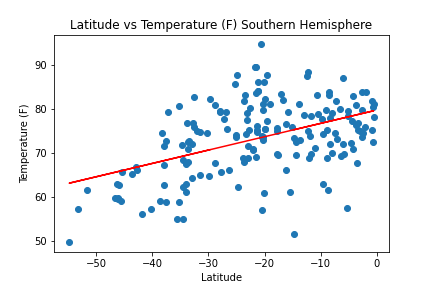 Latitude vs Temperature (F) Southern Hemisphere
Temperature (F)
90
80
70
60
50
−50 −40 −30 −20 −10 0
Latitude